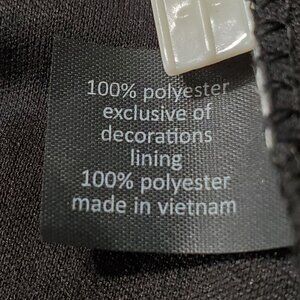 100% polyester
exclusive of
decorations
lining
100% polyester
made in vietnam